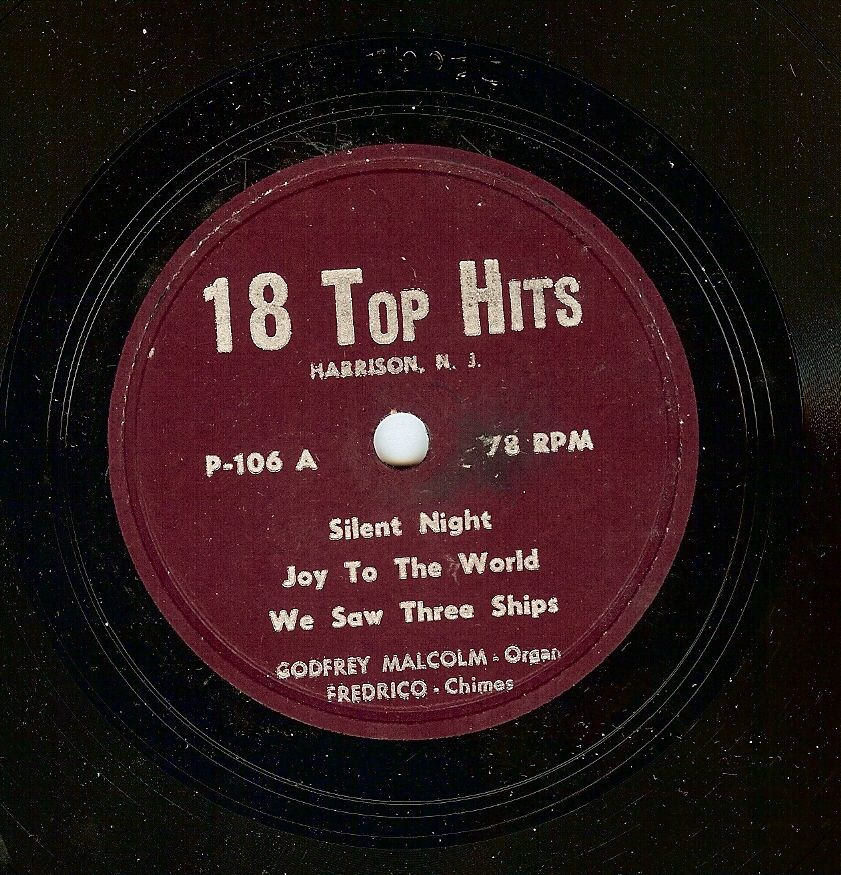 18 TOP HITS
HARRISON, N. J.
P-106 A 78 RPM
Silent Night
Joy To The World
We Saw Three Ships
GODFREY MALCOLM - Organ
FREDRICO - Chimes